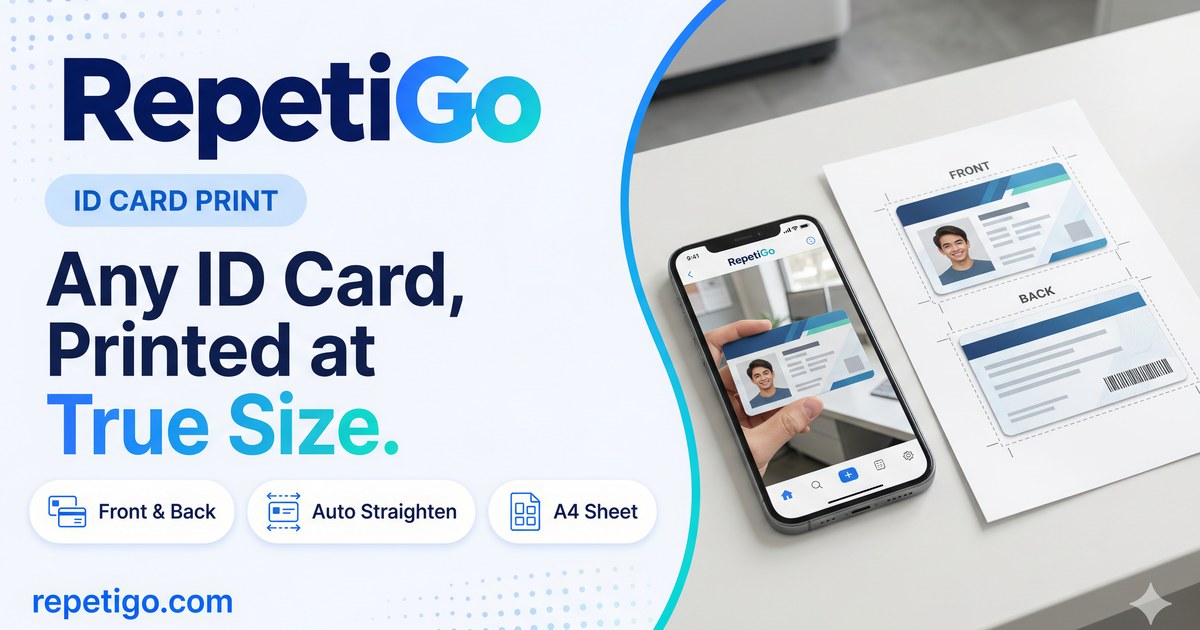 RepetiGo
ID CARD PRINT
Any ID Card,
Printed at
True Size.
Front & Back
Auto Straighten
A4 Sheet
repetigo.com
9:41
RepetiGo
FRONT
BACK